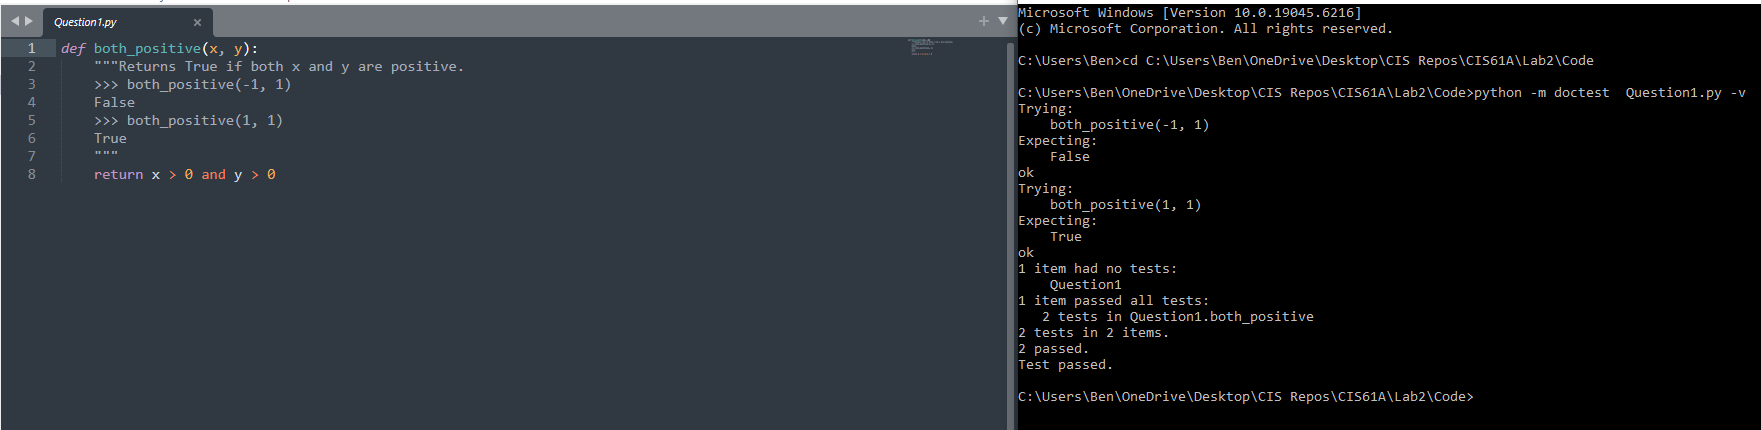 Question1.py
1 def both_positive(x, y):
2 """Returns True if both x and y are positive.
3 >>> both_positive(-1, 1)
4 False
5 >>> both_positive(1, 1)
6 True
7 """
8 return x > 0 and y > 0
Microsoft Windows [Version 10.0.19045.6216]
(c) Microsoft Corporation. All rights reserved.
C:\Users\Ben>cd C:\Users\Ben\OneDrive\Desktop\CIS Repos\CIS61A\Lab2\Code
C:\Users\Ben\OneDrive\Desktop\CIS Repos\CIS61A\Lab2\Code>python -m doctest  Question1.py -v
Trying:
both_positive(-1, 1)
Expecting:
False
ok
Trying:
both_positive(1, 1)
Expecting:
True
ok
1 item had no tests:
Question1
1 item passed all tests:
2 tests in Question1.both_positive
2 tests in 2 items.
2 passed.
Test passed.
C:\Users\Ben\OneDrive\Desktop\CIS Repos\CIS61A\Lab2\Code>